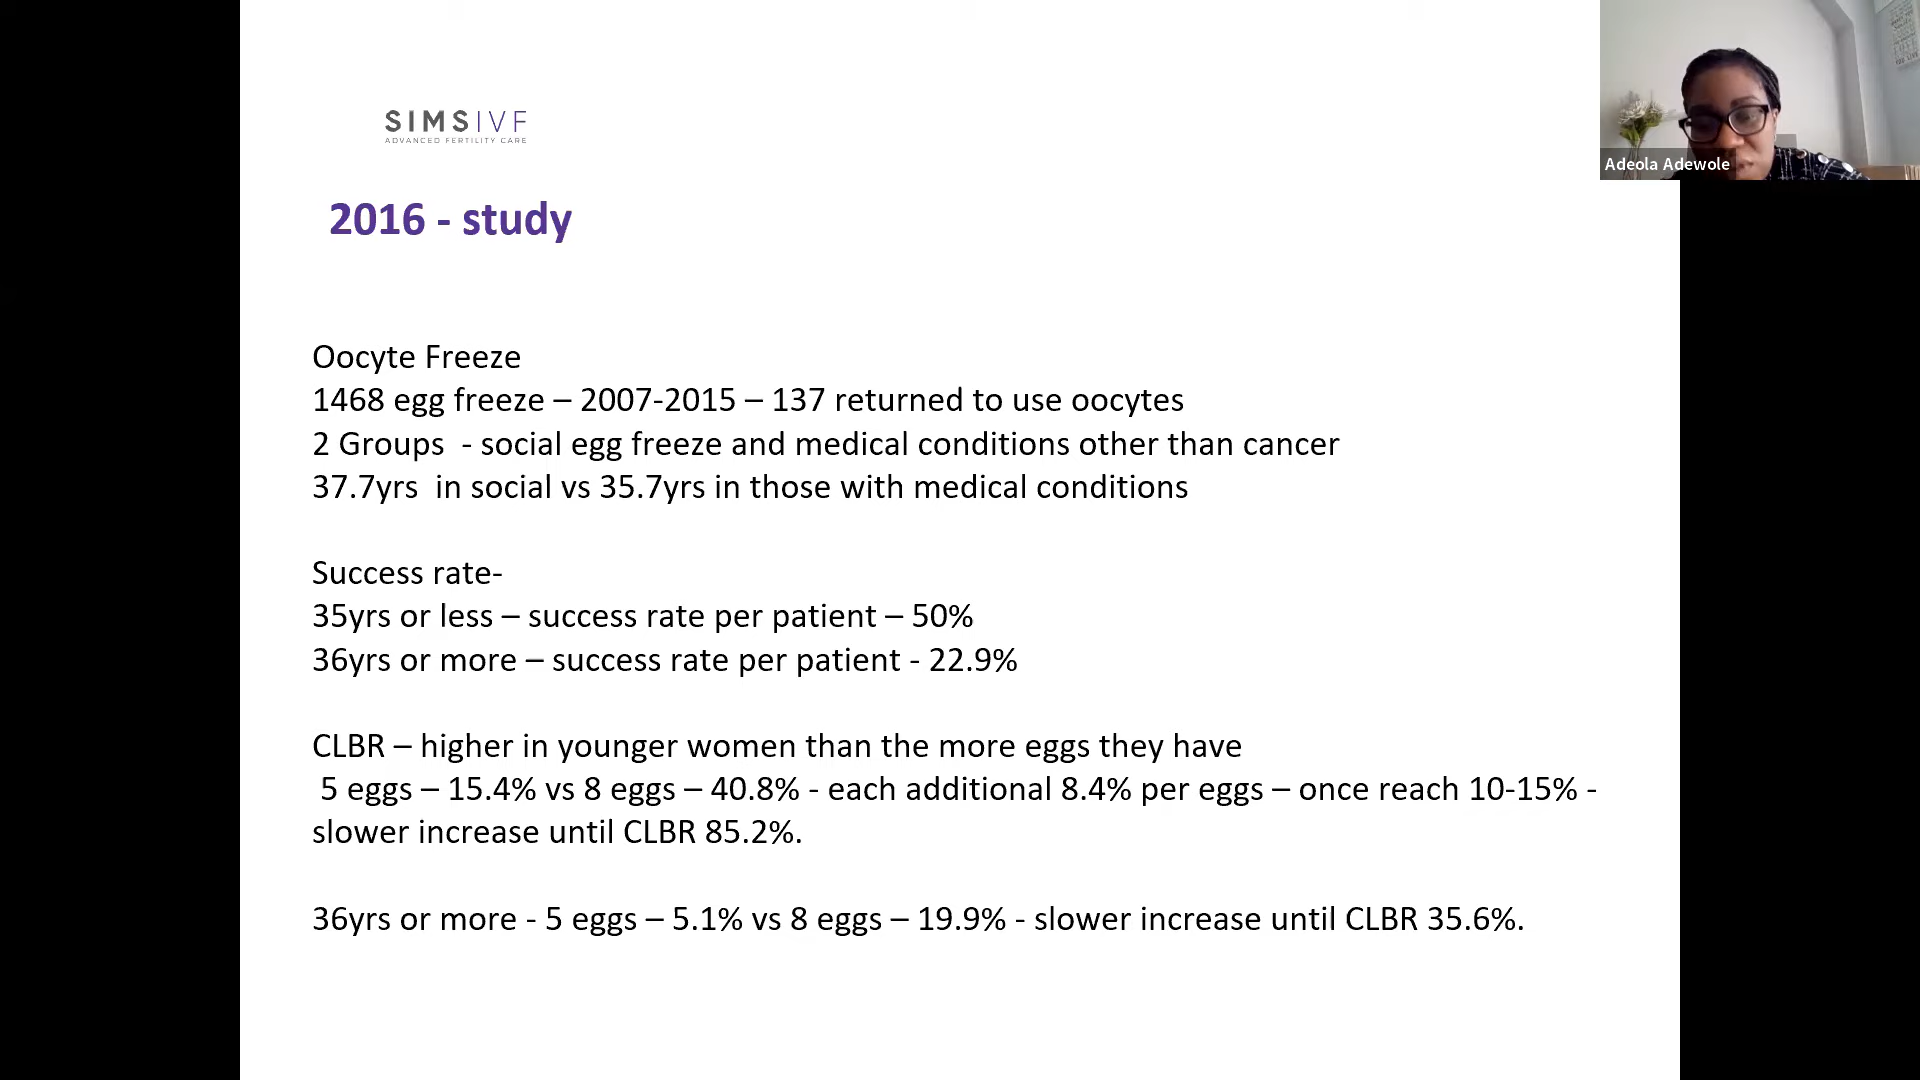 SIMSIVF
ADVANCED FERTILITY CARE
2016 - study
Oocyte Freeze
1468 egg freeze – 2007-2015 – 137 returned to use oocytes
2 Groups - social egg freeze and medical conditions other than cancer
37.7yrs in social vs 35.7yrs in those with medical conditions
Success rate-
35yrs or less – success rate per patient – 50%
36yrs or more – success rate per patient - 22.9%
CLBR – higher in younger women than the more eggs they have
5 eggs – 15.4% vs 8 eggs – 40.8% - each additional 8.4% per eggs – once reach 10-15% -
slower increase until CLBR 85.2%.
36yrs or more - 5 eggs – 5.1% vs 8 eggs – 19.9% - slower increase until CLBR 35.6%.
Adeola Adewole